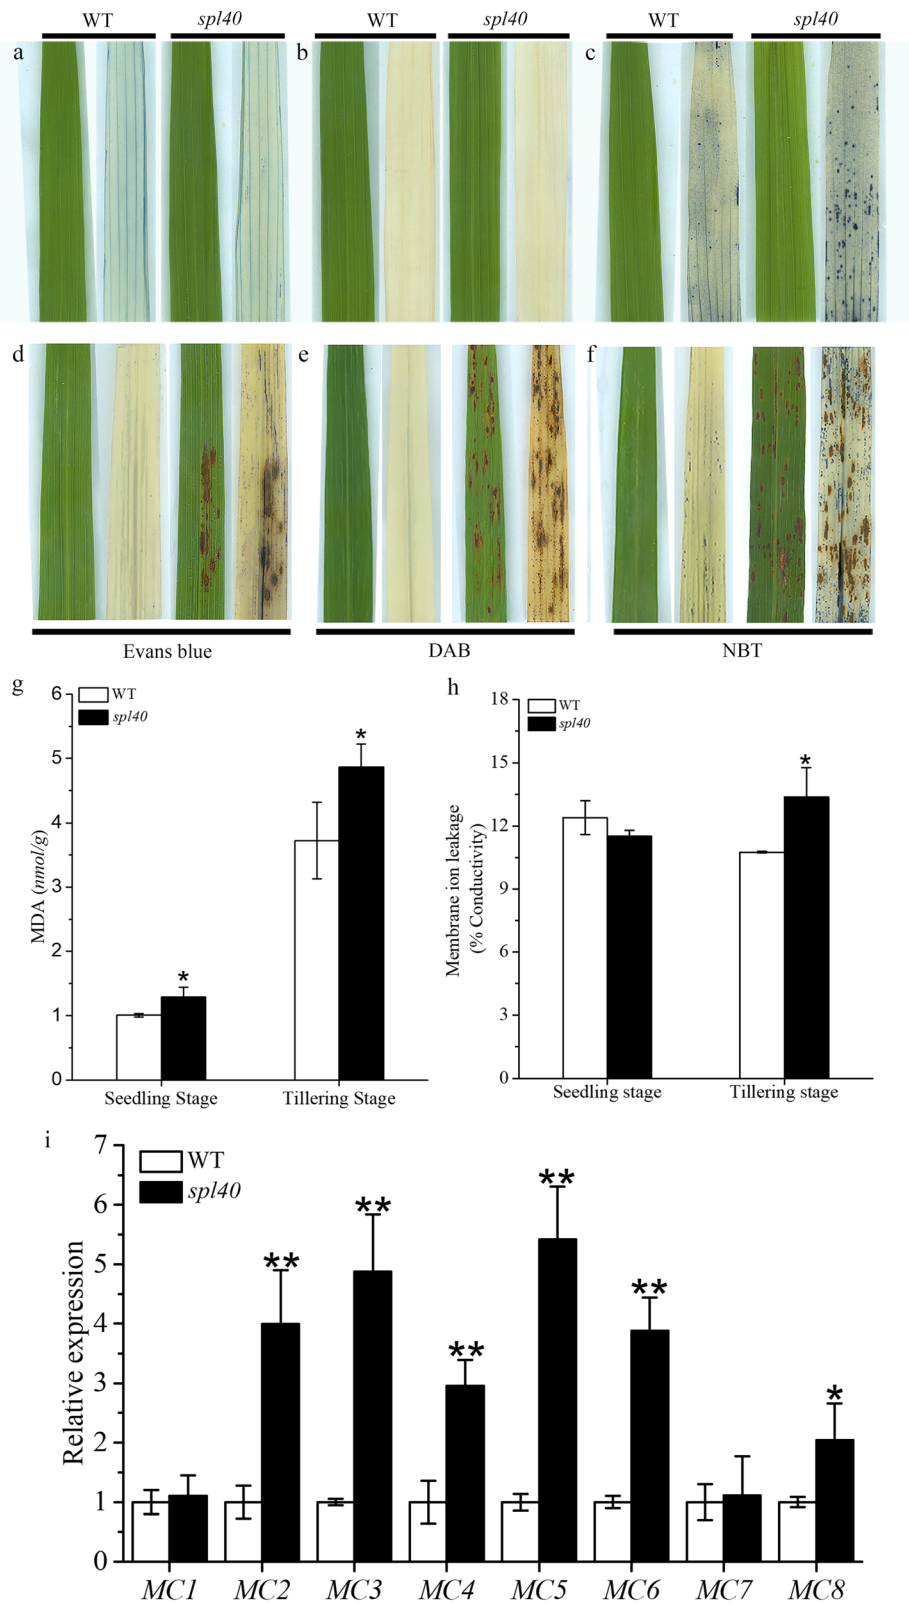 WT spl40 WT spl40 WT spl40
a b c
d e f
Evans blue DAB NBT
g h
WT
spl40
6
5
4
3
2
1
0
MDA (nmol/g)
*
*
Seedling Stage Tillering Stage
WT
spl40
18
15
12
9
6
3
0
Membrane ion leakage
(% Conductivity)
*
Seedling stage Tillering stage
i
WT
spl40
7
6
5
4
3
2
1
0
Relative expression
** ** ** ** ** *
MC1 MC2 MC3 MC4 MC5 MC6 MC7 MC8